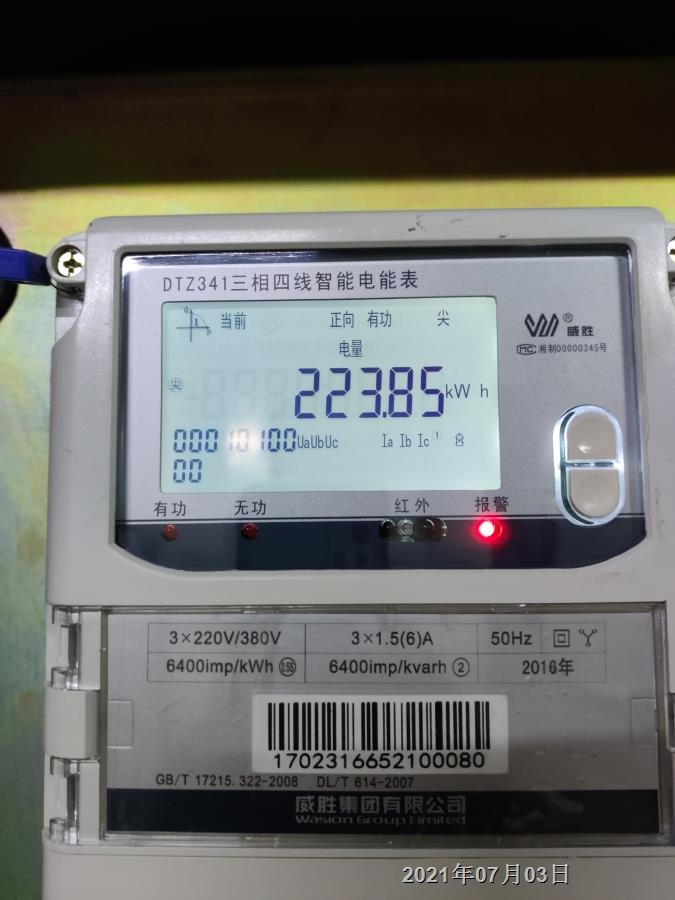 DTZ341三相四线智能电能表
当前 正向 有功 尖
电量
尖 223.85 kWh
威胜®
MC 湘制00000345号
00010100 UaUbUc Ia Ib Ic ①
00
有功 无功 红外 报警
3×220V/380V 3×1.5(6)A 50Hz
6400imp/kWh 0.5S 6400imp/kvarh ② 2016年
1702316652100080
GB/T 17215.322-2008 DL/T 614-2007
威胜集团有限公司
Wasion Group Limited
2021年07月03日